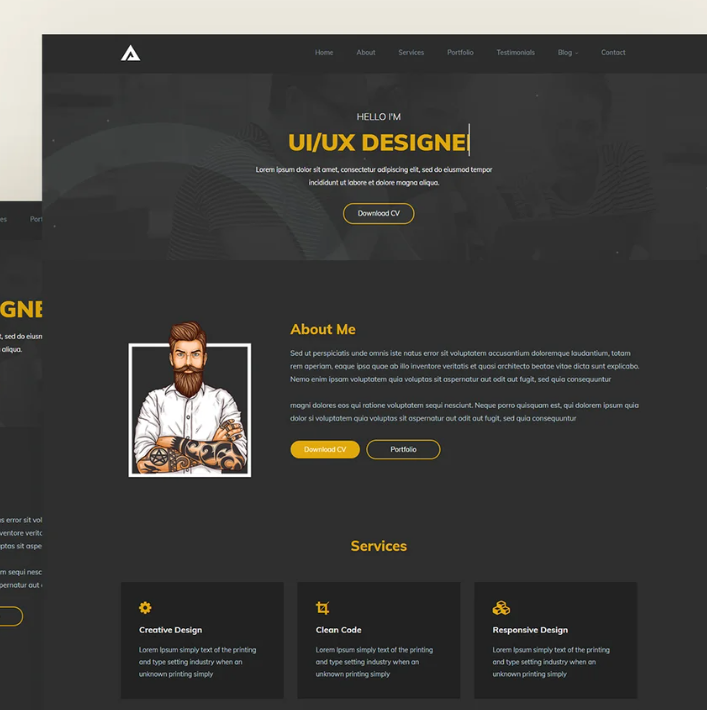 Home About Services Portfolio Testimonials Blog Contact
HELLO I'M
UI/UX DESIGNE
Lorem ipsum dolor sit amet, consectetur adipiscing elit, sed do eiusmod tempor
incididunt ut labore et dolore magna aliqua.
Download CV
About Me
Sed ut perspiciatis unde omnis iste natus error sit voluptatem accusantium doloremque laudantium, totam
rem aperiam, eaque ipsa quae ab illo inventore veritatis et quasi architecto beatae vitae dicta sunt explicabo.
Nemo enim ipsam voluptatem quia voluptas sit aspernatur aut odit aut fugit, sed quia consequuntur
magni dolores eos qui ratione voluptatem sequi nesciunt. Neque porro quisquam est, qui dolorem ipsum quia
dolor si voluptatem quia voluptas sit aspernatur aut odit aut fugit, sed quia consequuntur
Download CV Portfolio
Services
Creative Design
Lorem Ipsum simply text of the printing
and type setting industry when an
unknown printing simply
Clean Code
Lorem Ipsum simply text of the printing
and type setting industry when an
unknown printing simply
Responsive Design
Lorem Ipsum simply text of the printing
and type setting industry when an
unknown printing simply
es Port
GNE
t, sed do eiusm
aliqua.
s error sit vol
ventore verita
ptas sit aspe
m sequi nesc
pernatur aut